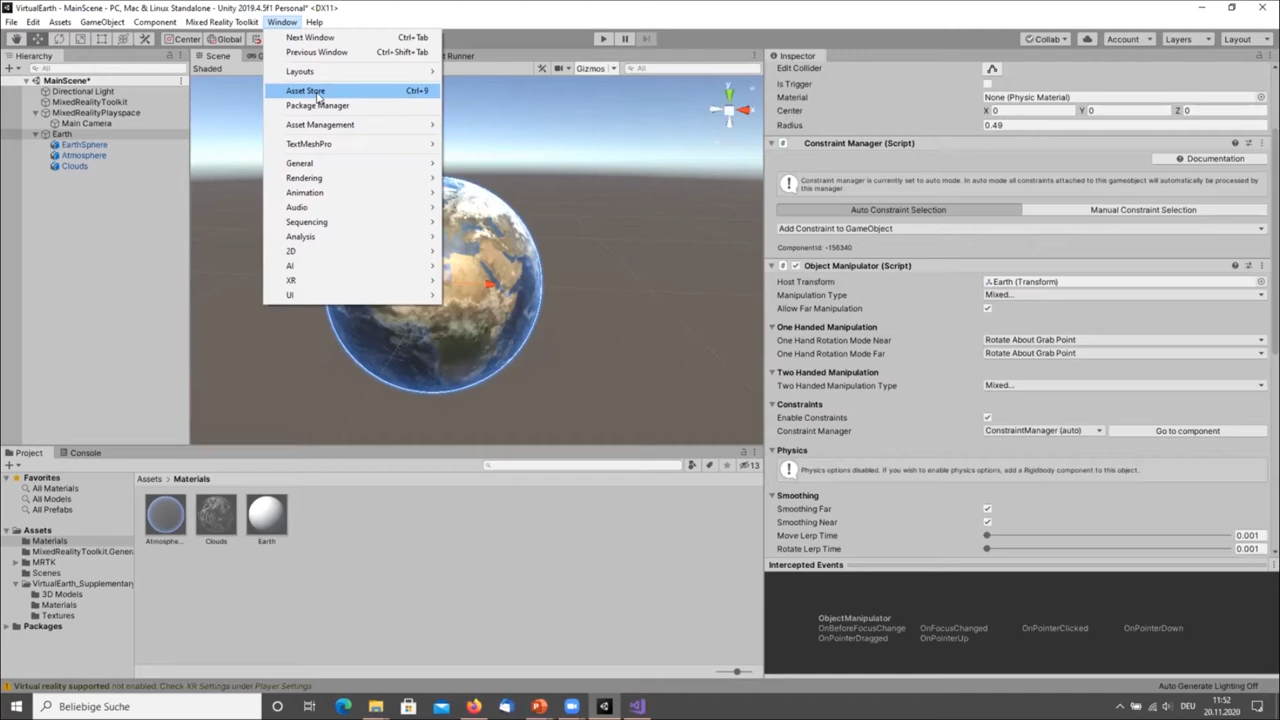 VirtualEarth - MainScene - PC, Mac & Linux Standalone - Unity 2019.4.5f1 Personal* <DX11>
File Edit Assets GameObject Component Mixed Reality Toolkit Window Help
Center Global Collab Account Layers Layout
Next Window Ctrl+Tab
Previous Window Ctrl+Shift+Tab
Layouts
Asset Store Ctrl+9
Package Manager
Asset Management
TextMeshPro
General
Rendering
Animation
Audio
Sequencing
Analysis
2D
AI
XR
UI
Hierarchy
All
MainScene*
Directional Light
MixedRealityToolkit
MixedRealityPlayspace
Main Camera
Earth
EarthSphere
Atmosphere
Clouds
Scene G Runner
Shaded Gizmos All
y
Inspector
Edit Collider
Is Trigger
Material None (Physic Material)
Center X 0 Y 0 Z 0
Radius 0.49
Constraint Manager (Script)
Documentation
Constraint manager is currently set to auto mode. In auto mode all constraints attached to this gameobject will automatically be processed by
this manager.
Auto Constraint Selection Manual Constraint Selection
Add Constraint to GameObject
ComponentId: -156340
Object Manipulator (Script)
Host Transform Earth (Transform)
Manipulation Type Mixed...
Allow Far Manipulation
One Handed Manipulation
One Hand Rotation Mode Near Rotate About Grab Point
One Hand Rotation Mode Far Rotate About Grab Point
Two Handed Manipulation
Two Handed Manipulation Type Mixed...
Constraints
Enable Constraints
Constraint Manager ConstraintManager (auto) Go to component
Physics
Physics options disabled. If you wish to enable physics options, add a Rigidbody component to this object.
Smoothing
Smoothing Far
Smoothing Near
Move Lerp Time 0.001
Rotate Lerp Time 0.001
Intercepted Events
ObjectManipulator
OnBeforeFocusChange OnFocusChanged OnPointerClicked OnPointerDown
OnPointerDragged OnPointerUp
Project Console
13
Favorites
All Materials
All Models
All Prefabs
Assets
Materials
MixedRealityToolkit.Gener
MRTK
Scenes
VirtualEarth_Supplementary
3D Models
Materials
Textures
Packages
Assets > Materials
Atmosphe... Clouds Earth
Virtual reality supported not enabled. Check XR Settings under Player Settings
Auto Generate Lighting Off
Beliebige Suche
DEU
11:52
20.11.2020